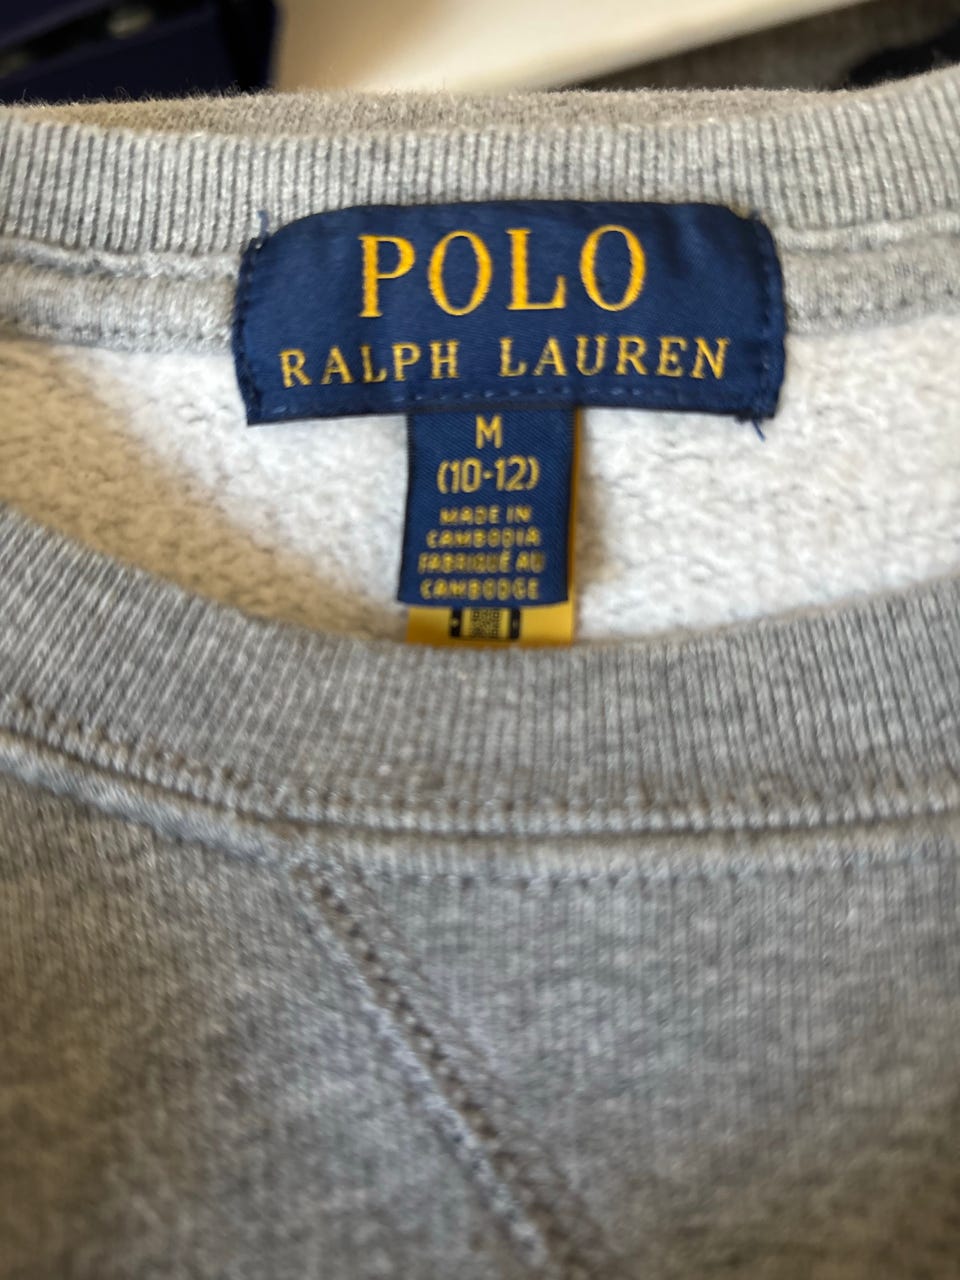 POLO
RALPH LAUREN
M
(10-12)
MADE IN
CAMBODIA
FABRIQUÉ AU
CAMBODGE